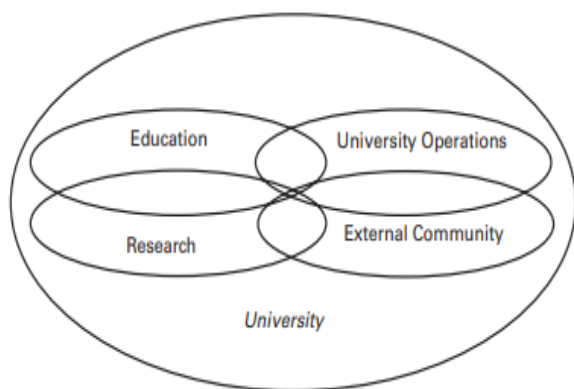 Education
University Operations
Research
External Community
University